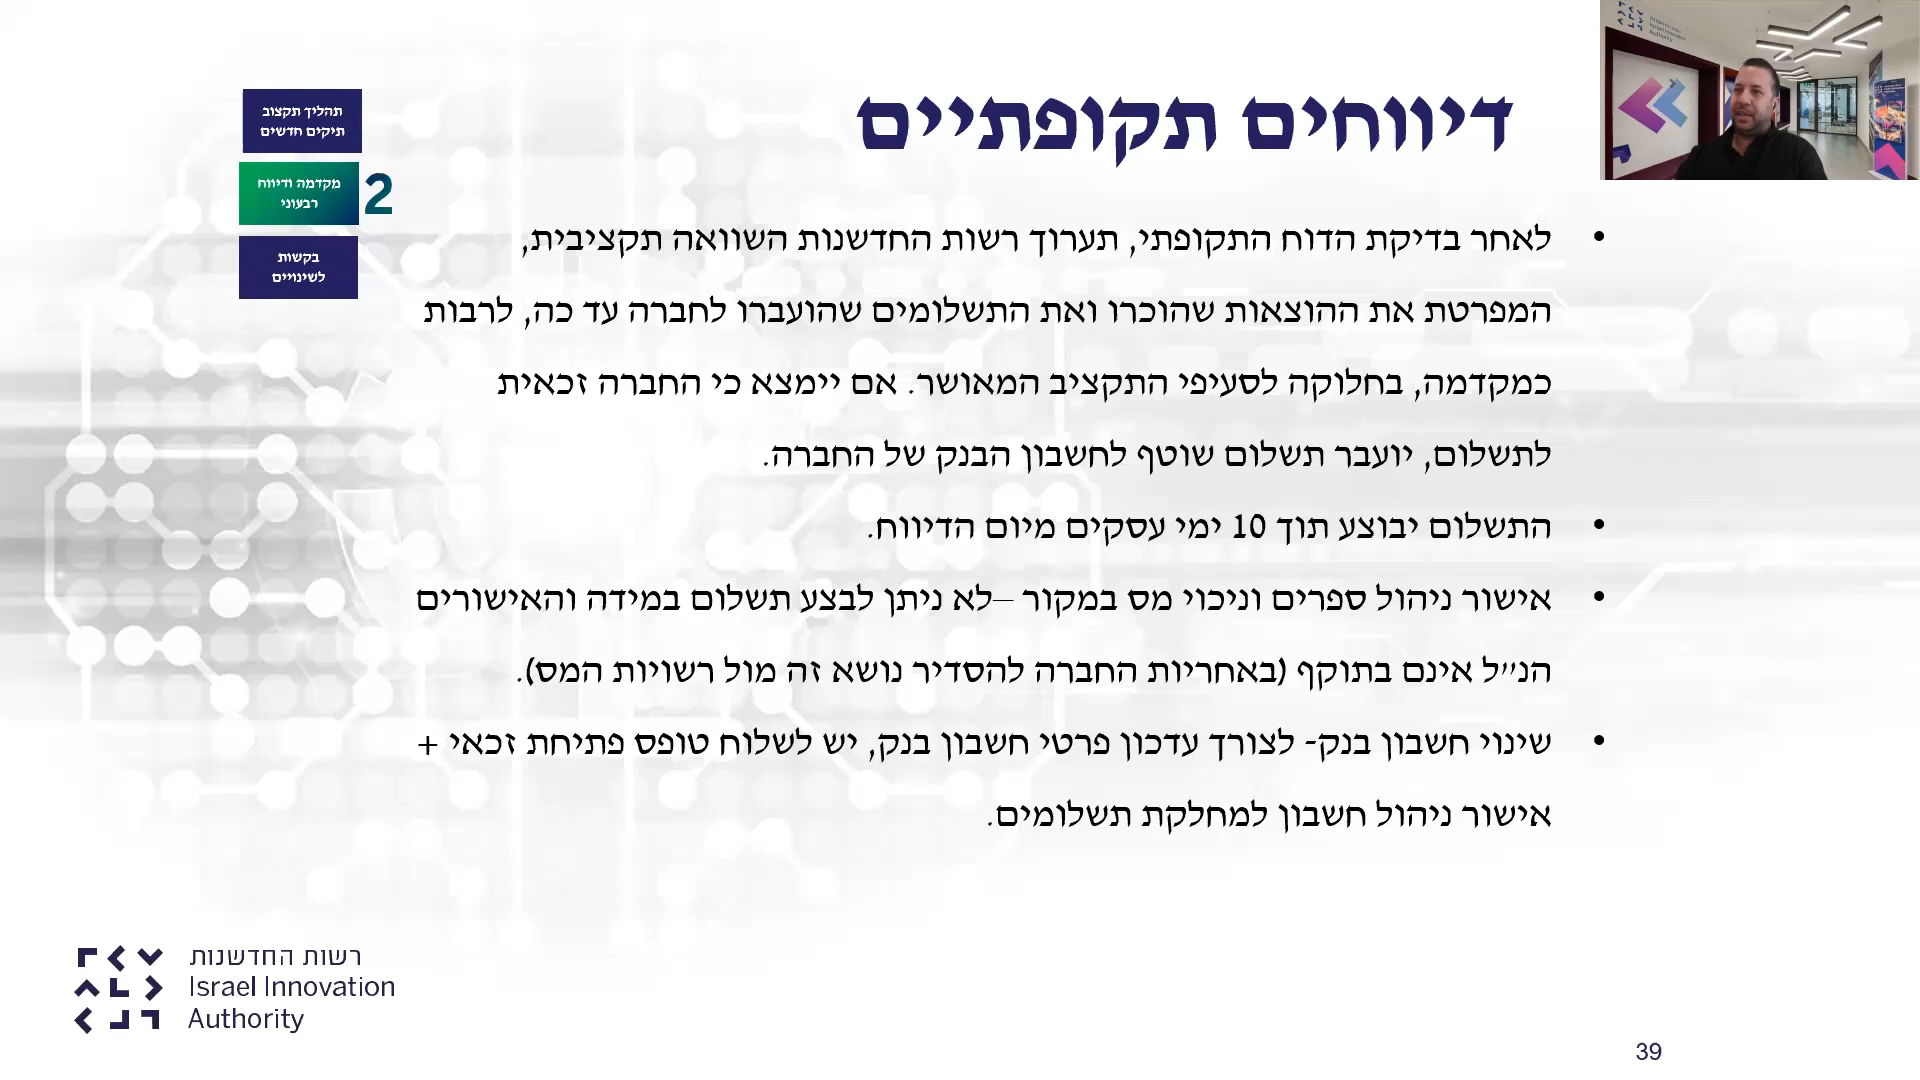 דיווחים תקופתיים
תהליך תקצוב
תיקים חדשים
מקדמה ודיווח
רבעוני
2
בקשות
לשינויים
• לאחר בדיקת הדוח התקופתי, תערוך רשות החדשנות השוואה תקציבית,
המפרטת את ההוצאות שהוכרו ואת התשלומים שהועברו לחברה עד כה, לרבות
כמקדמה, בחלוקה לסעיפי התקציב המאושר. אם יימצא כי החברה זכאית
לתשלום, יועבר תשלום שוטף לחשבון הבנק של החברה.
• התשלום יבוצע תוך 10 ימי עסקים מיום הדיווח.
• אישור ניהול ספרים וניכוי מס במקור –לא ניתן לבצע תשלום במידה והאישורים
הנ״ל אינם בתוקף (באחריות החברה להסדיר נושא זה מול רשויות המס).
• שינוי חשבון בנק- לצורך עדכון פרטי חשבון בנק, יש לשלוח טופס פתיחת זכאי +
אישור ניהול חשבון למחלקת תשלומים.
רשות החדשנות
Israel Innovation
Authority
39